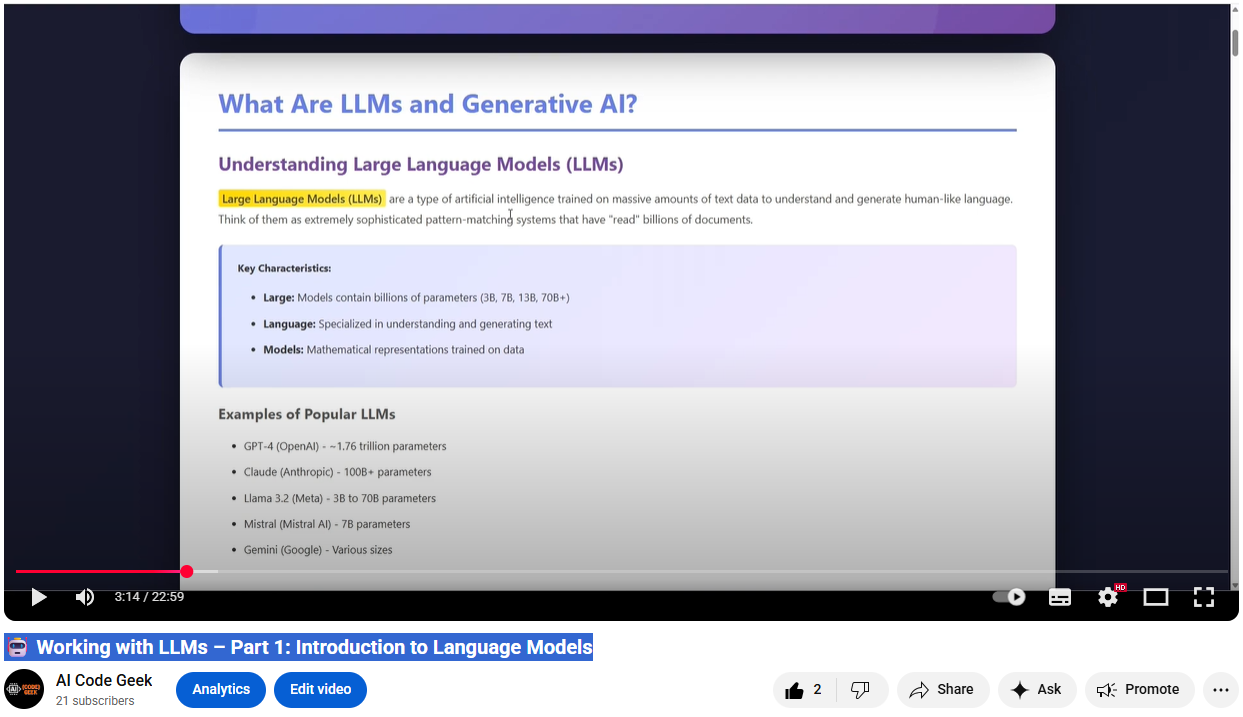 What Are LLMs and Generative AI?
Understanding Large Language Models (LLMs)
Large Language Models (LLMs) are a type of artificial intelligence trained on massive amounts of text data to understand and generate human-like language.
Think of them as extremely sophisticated pattern-matching systems that have "read" billions of documents.
Key Characteristics:
• Large: Models contain billions of parameters (3B, 7B, 13B, 70B+)
• Language: Specialized in understanding and generating text
• Models: Mathematical representations trained on data
Examples of Popular LLMs
• GPT-4 (OpenAI) - ~1.76 trillion parameters
• Claude (Anthropic) - 100B+ parameters
• Llama 3.2 (Meta) - 3B to 70B parameters
• Mistral (Mistral AI) - 7B parameters
• Gemini (Google) - Various sizes
3:14 / 22:59
HD
🤖 Working with LLMs – Part 1: Introduction to Language Models
AI CODE GEEK
AI Code Geek
21 subscribers
Analytics
Edit video
2
Share
Ask
Promote